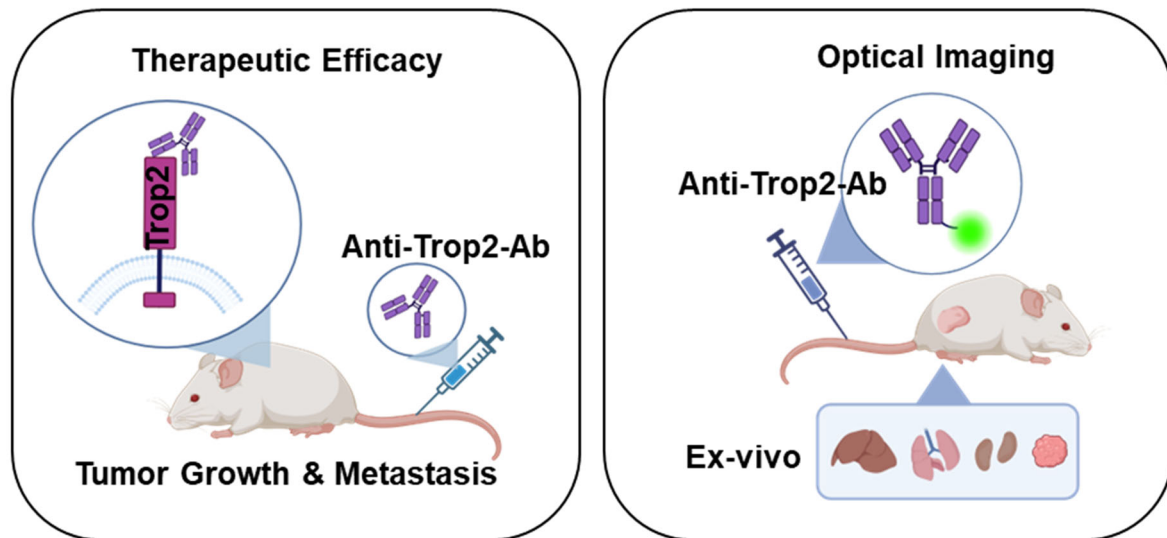 Therapeutic Efficacy
Trop2
Anti-Trop2-Ab
Tumor Growth & Metastasis
Optical Imaging
Anti-Trop2-Ab
Ex-vivo